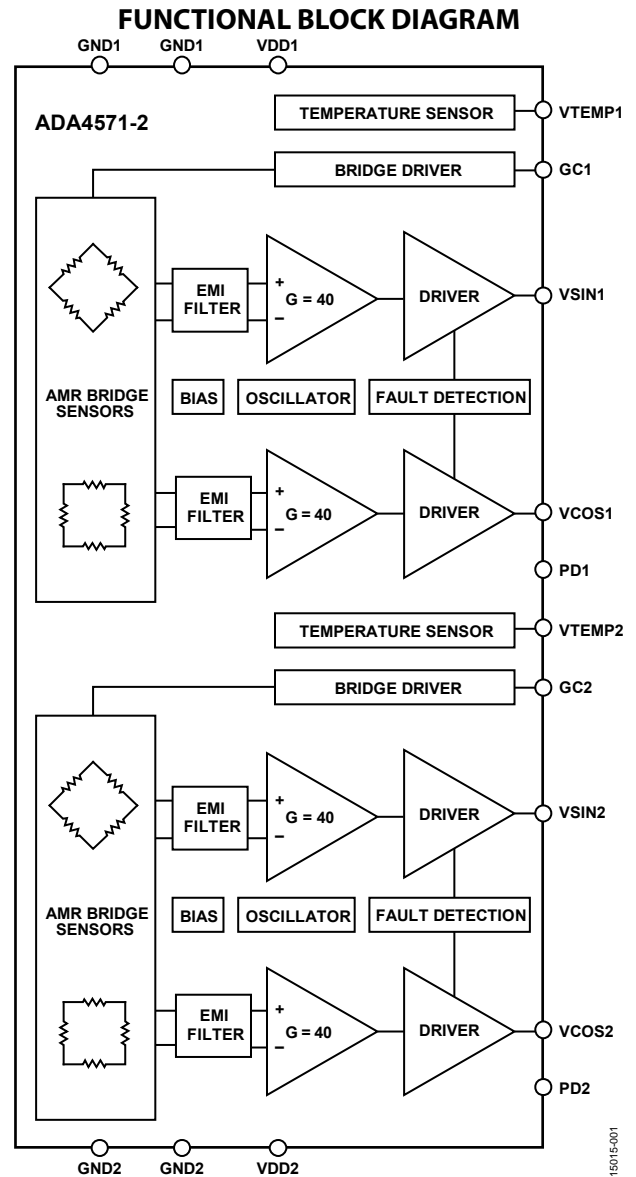 FUNCTIONAL BLOCK DIAGRAM
GND1 GND1 VDD1
ADA4571-2
TEMPERATURE SENSOR VTEMP1
BRIDGE DRIVER GC1
EMI
FILTER
+
G = 40
−
DRIVER VSIN1
AMR BRIDGE
SENSORS
BIAS OSCILLATOR FAULT DETECTION
EMI
FILTER
+
G = 40
−
DRIVER VCOS1
PD1
TEMPERATURE SENSOR VTEMP2
BRIDGE DRIVER GC2
EMI
FILTER
+
G = 40
−
DRIVER VSIN2
AMR BRIDGE
SENSORS
BIAS OSCILLATOR FAULT DETECTION
EMI
FILTER
+
G = 40
−
DRIVER VCOS2
PD2
GND2 GND2 VDD2
15015-001